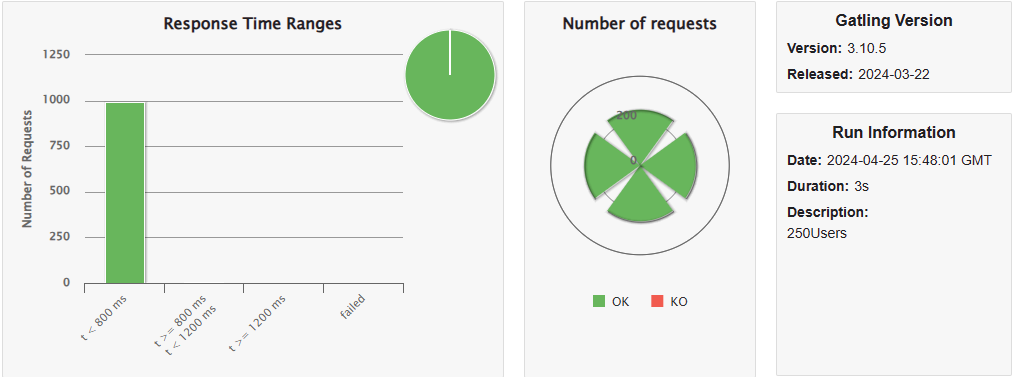 Response Time Ranges
Number of Requests
1250
1000
750
500
250
0
t < 800 ms
t >= 800 ms
t < 1200 ms
t >= 1200 ms
failed
Number of requests
200
0
OK
KO
Gatling Version
Version: 3.10.5
Released: 2024-03-22
Run Information
Date: 2024-04-25 15:48:01 GMT
Duration: 3s
Description:
250Users